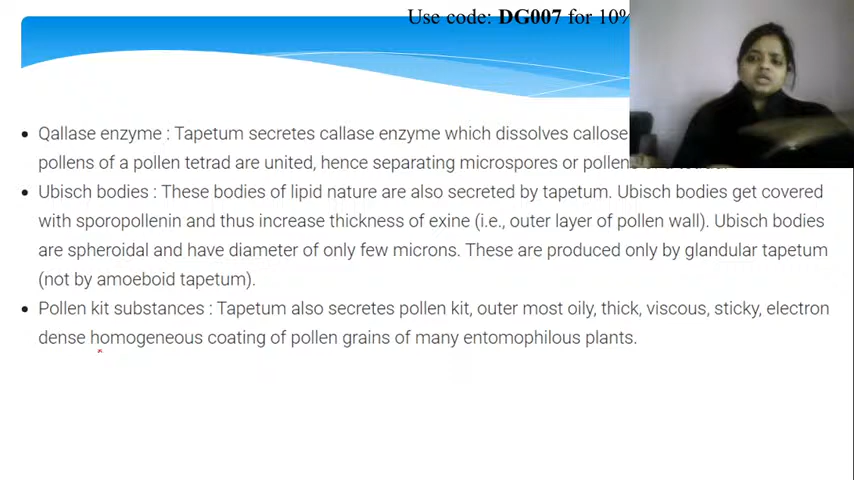 Use code: DG007 for 10%
Qallase enzyme : Tapetum secretes callase enzyme which dissolves callose
pollens of a pollen tetrad are united, hence separating microspores or pollens
Ubisch bodies : These bodies of lipid nature are also secreted by tapetum. Ubisch bodies get covered
with sporopollenin and thus increase thickness of exine (i.e., outer layer of pollen wall). Ubisch bodies
are spheroidal and have diameter of only few microns. These are produced only by glandular tapetum
(not by amoeboid tapetum).
Pollen kit substances : Tapetum also secretes pollen kit, outer most oily, thick, viscous, sticky, electron
dense homogeneous coating of pollen grains of many entomophilous plants.